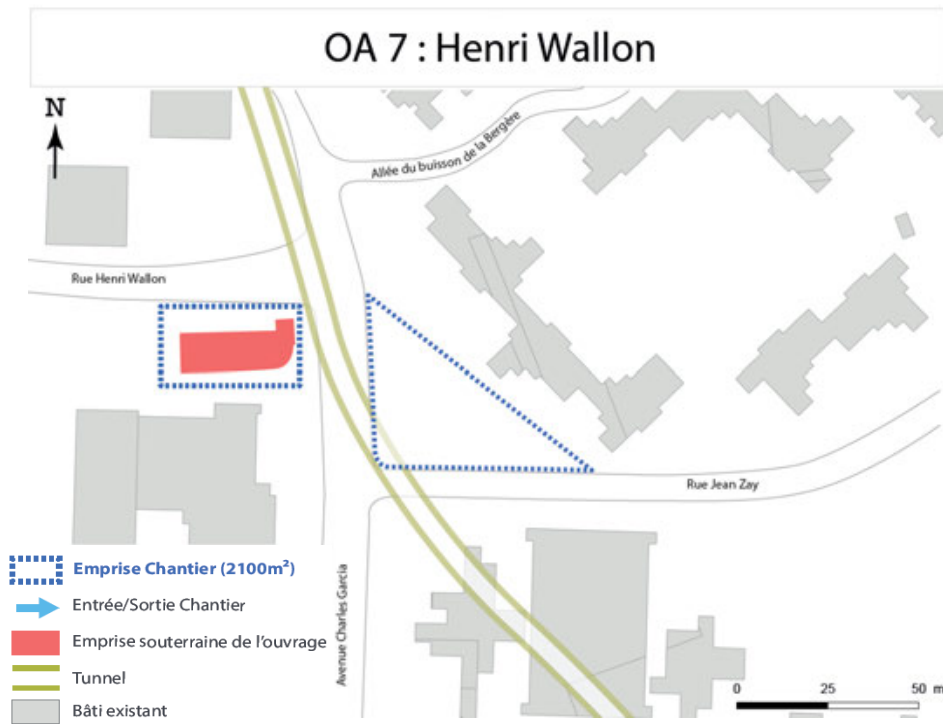 OA 7 : Henri Wallon
N
Allée du buisson de la Bergère
Rue Henri Wallon
Rue Jean Zay
Avenue Charles Garcia
Emprise Chantier (2100m²)
Entrée/Sortie Chantier
Emprise souterraine de l'ouvrage
Tunnel
Bâti existant
0 25 50 m